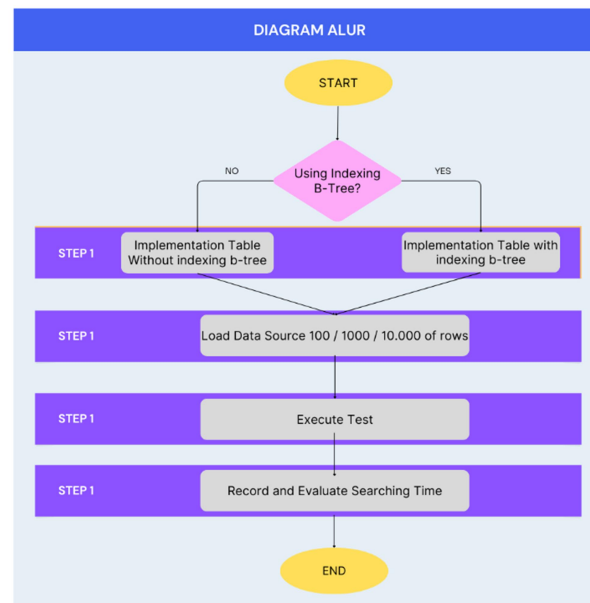 DIAGRAM ALUR
START
Using Indexing
B-Tree?
NO
YES
STEP 1
Implementation Table
Without indexing b-tree
Implementation Table with
indexing b-tree
STEP 1
Load Data Source 100 / 1000 / 10.000 of rows
STEP 1
Execute Test
STEP 1
Record and Evaluate Searching Time
END